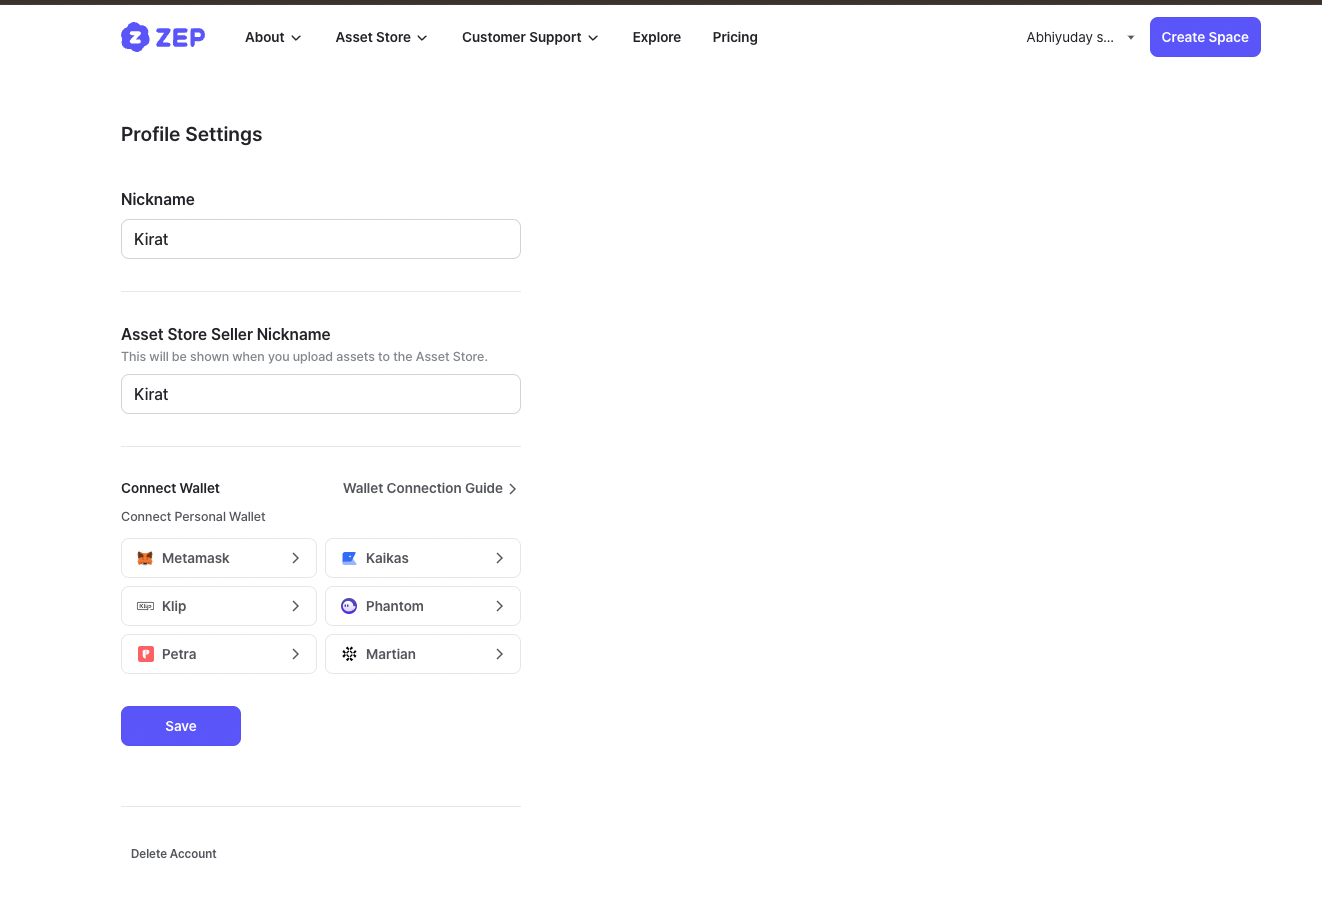 ZEP
About
Asset Store
Customer Support
Explore
Pricing
Abhiyuday s...
Create Space
Profile Settings
Nickname
Kirat
Asset Store Seller Nickname
This will be shown when you upload assets to the Asset Store.
Kirat
Connect Wallet
Wallet Connection Guide
Connect Personal Wallet
Metamask
Kaikas
Klip
Klip
Phantom
Petra
Martian
Save
Delete Account